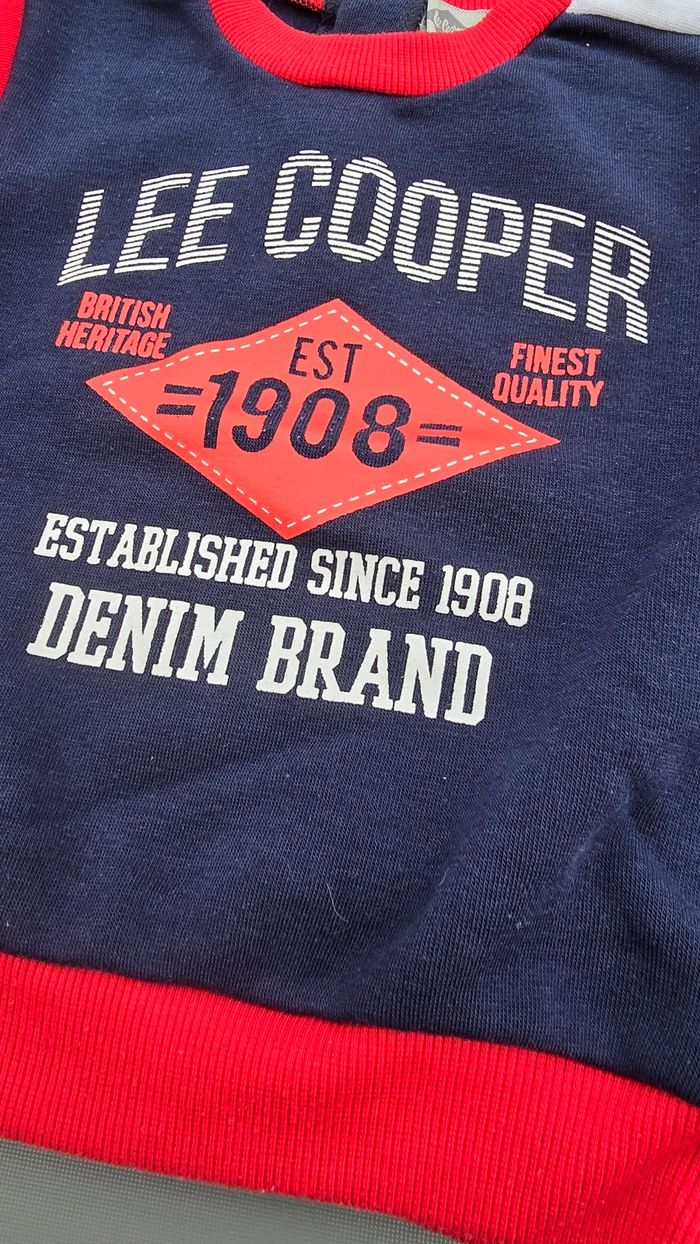 LEE COOPER
BRITISH
HERITAGE
EST
=1908=
FINEST
QUALITY
ESTABLISHED SINCE 1908
DENIM BRAND